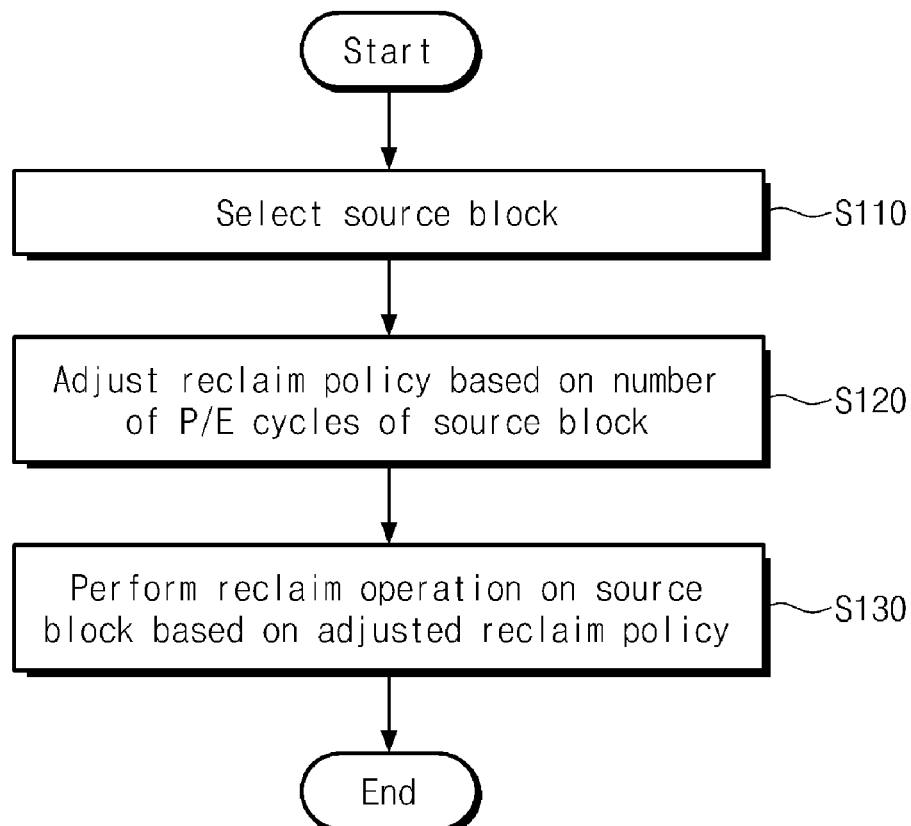 Start
Select source block
S110
Adjust reclaim policy based on number
of P/E cycles of source block
S120
Perform reclaim operation on source
block based on adjusted reclaim policy
S130
End